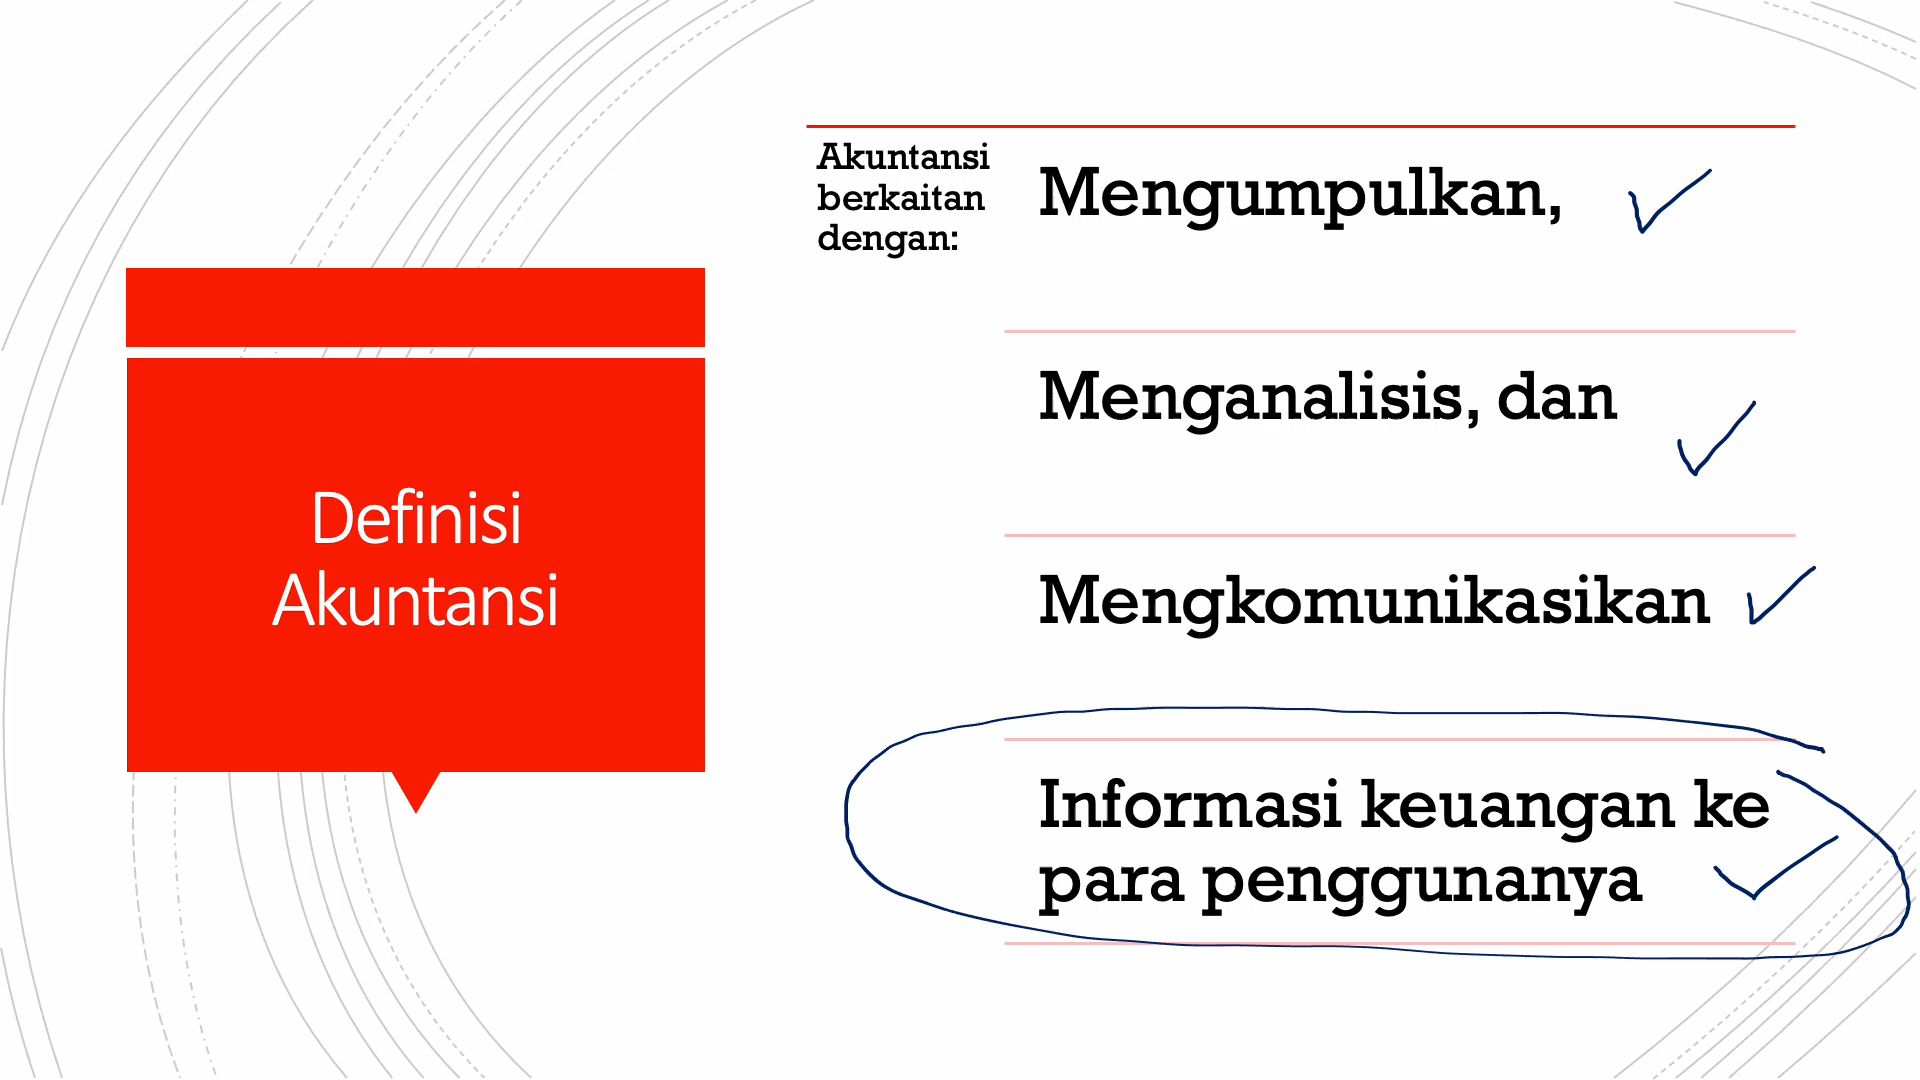 Definisi
Akuntansi
Akuntansi
berkaitan
dengan:
Mengumpulkan,
Menganalisis, dan
Mengkomunikasikan
Informasi keuangan ke
para penggunanya